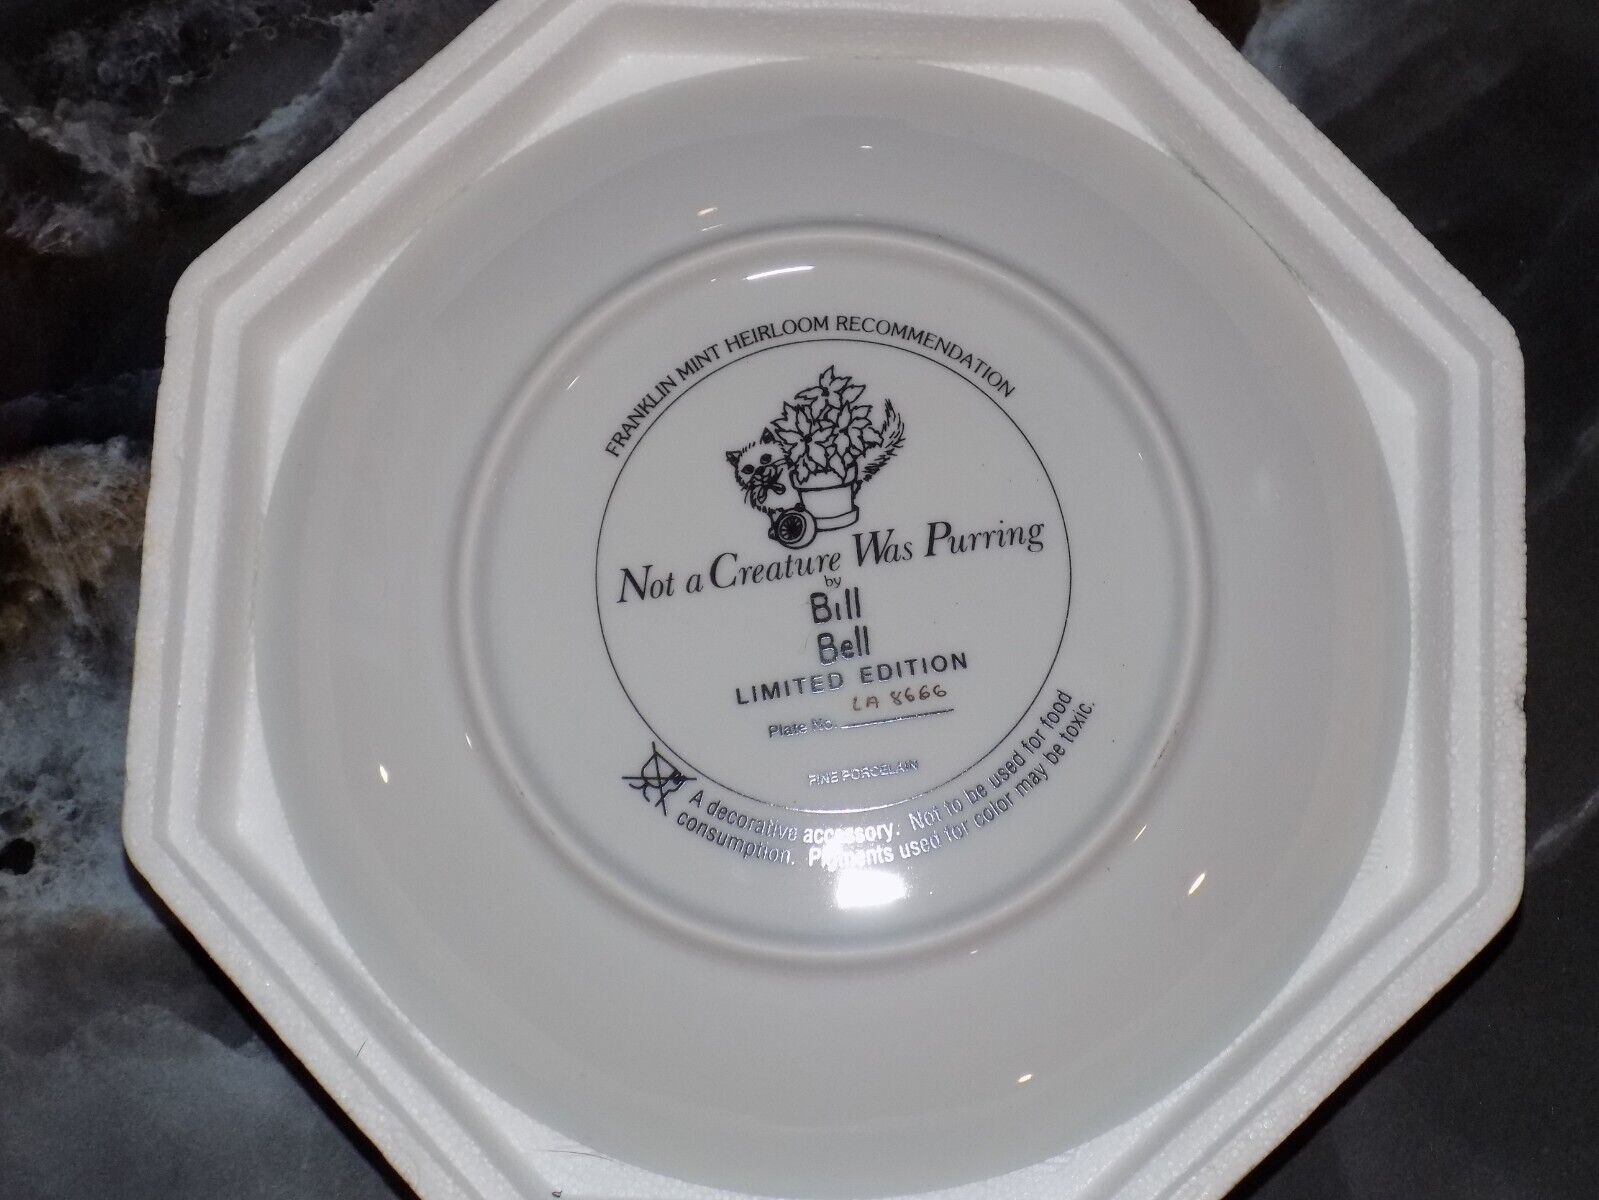 FRANKLIN MINT HEIRLOOM RECOMMENDATION
Not a Creature Was Purring
by
Bill
Bell
LIMITED EDITION
Plate No. LA 8666
FINE PORCELAIN
A decorative accessory. Not to be used for food
consumption. Pigments used for color may be toxic.